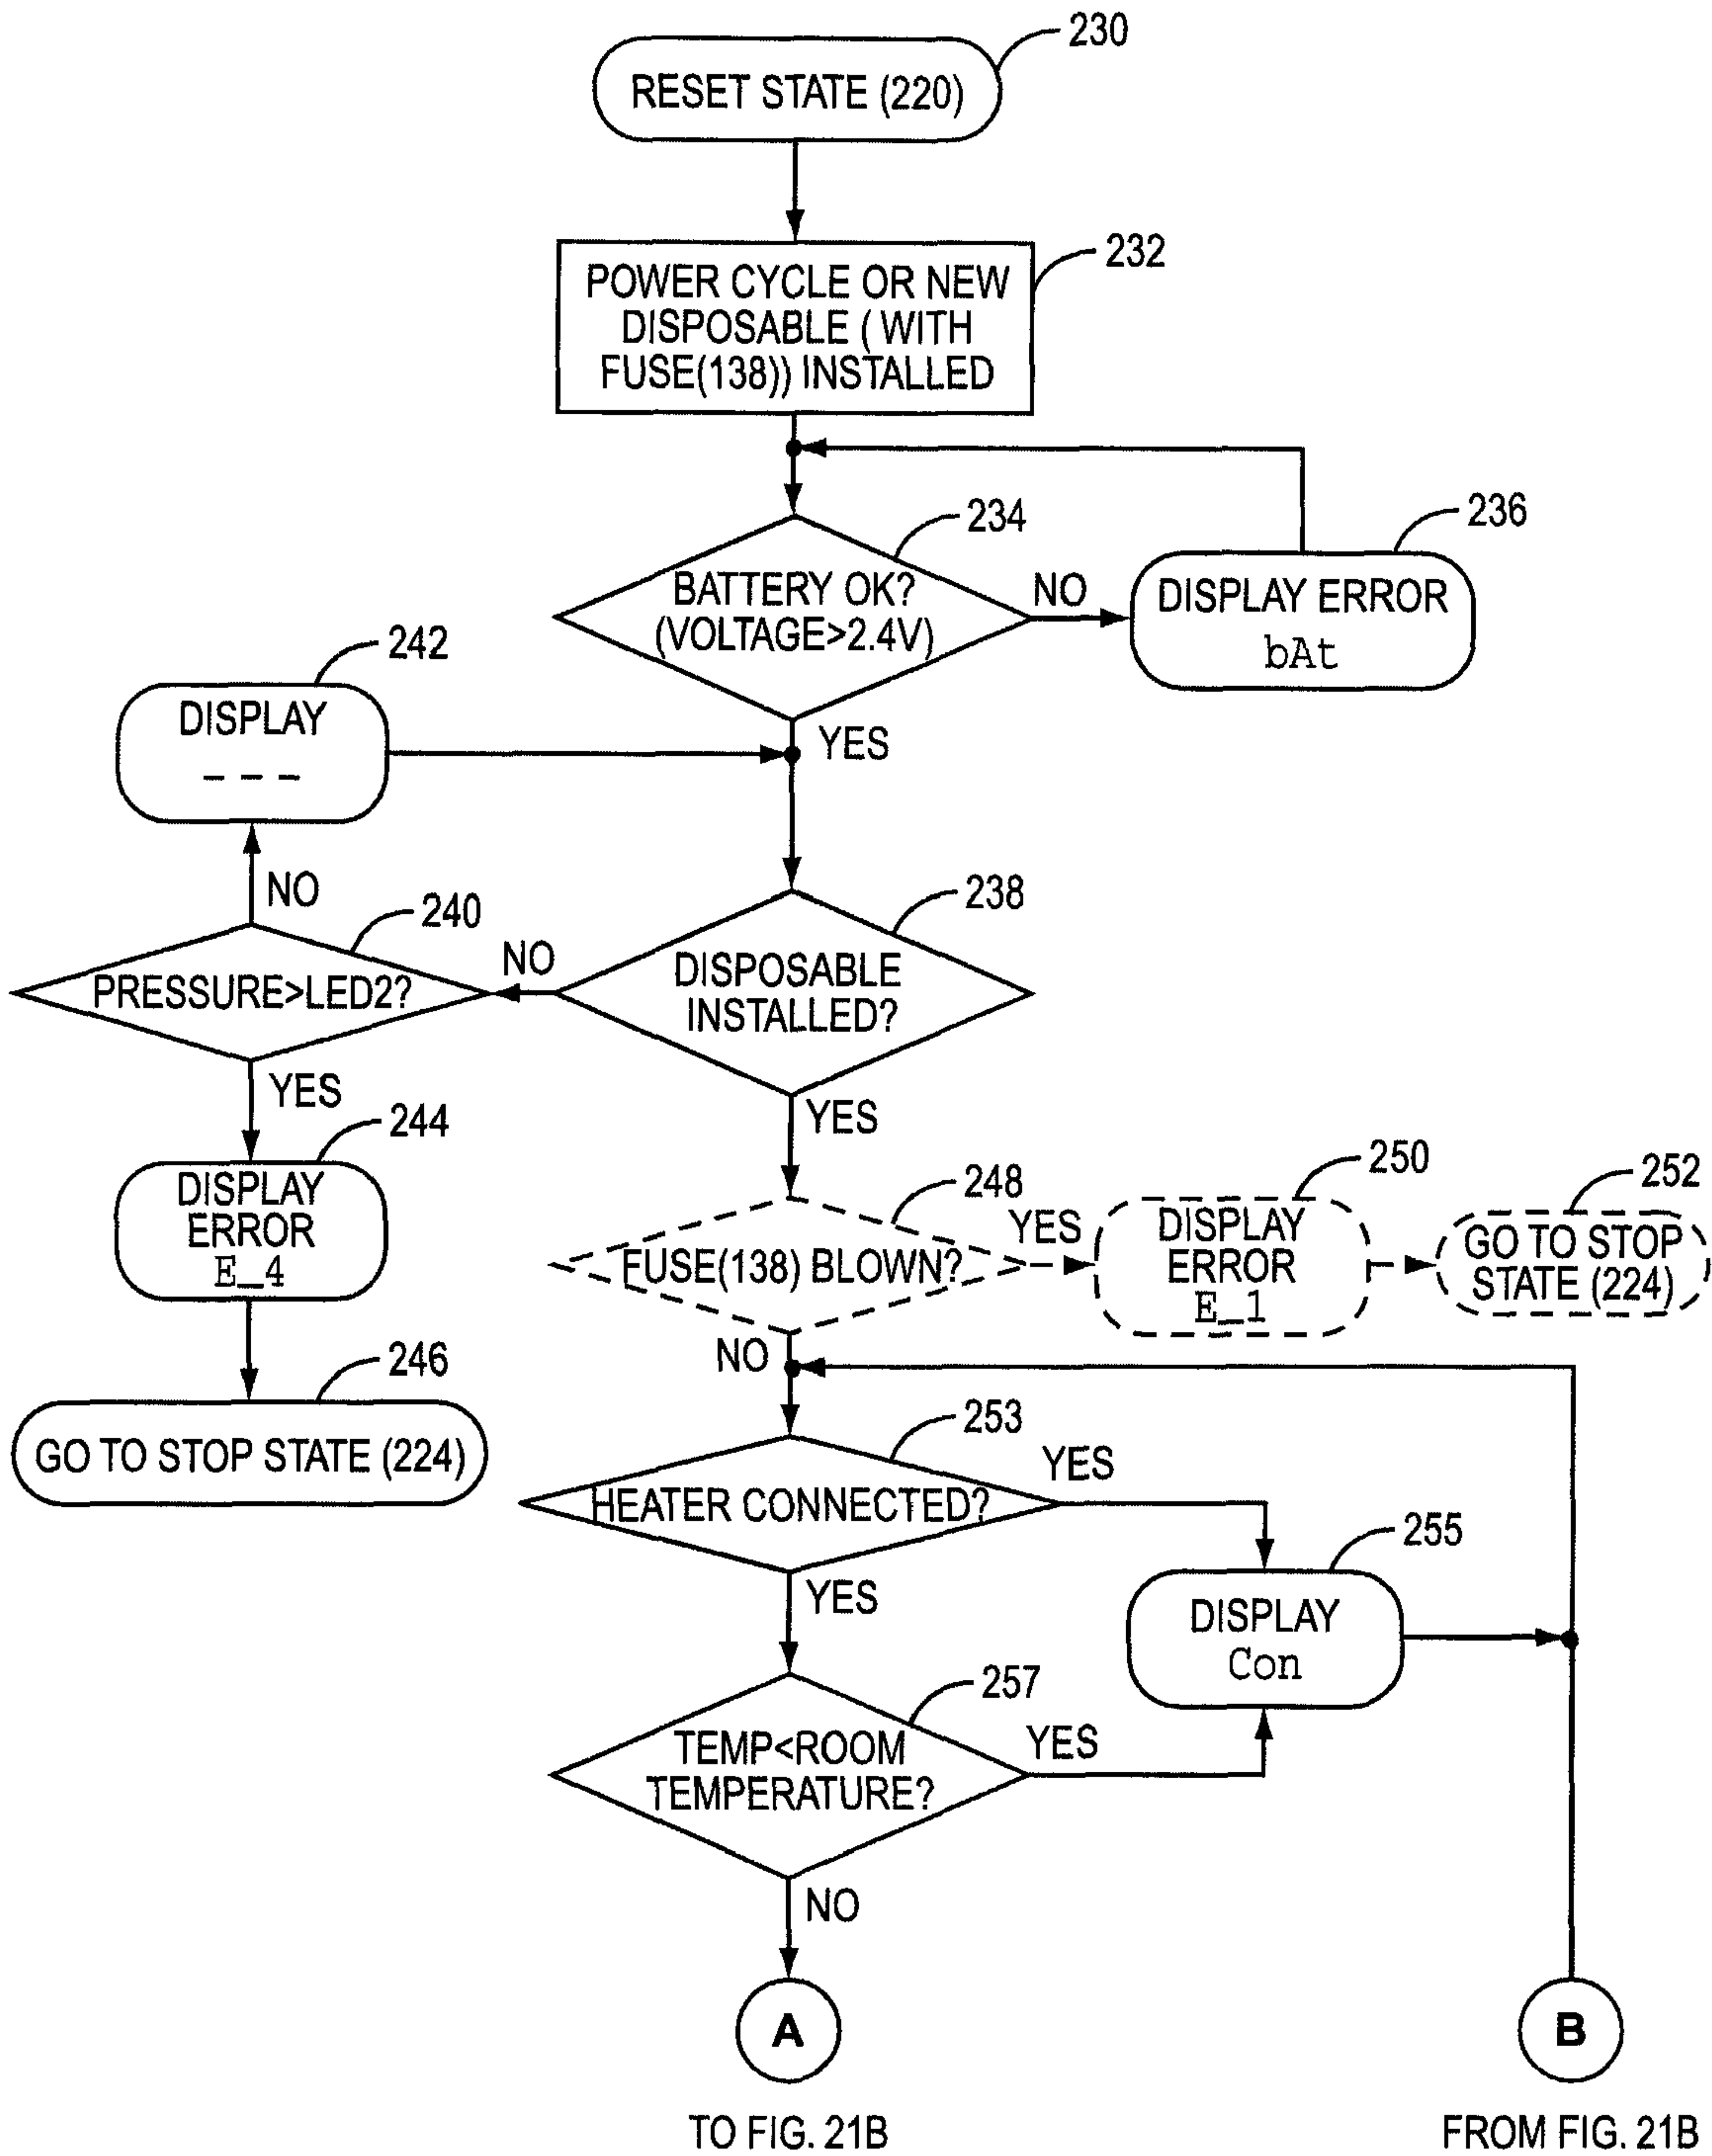 230
RESET STATE (220)
232
POWER CYCLE OR NEW
DISPOSABLE ( WITH
FUSE(138)) INSTALLED
234
BATTERY OK?
(VOLTAGE>2.4V)
NO
236
DISPLAY ERROR
bAt
242
DISPLAY
– – –
YES
NO
240
PRESSURE>LED2?
NO
238
DISPOSABLE
INSTALLED?
YES
244
DISPLAY
ERROR
E_4
YES
248
FUSE(138) BLOWN?
YES
250
DISPLAY
ERROR
E_1
252
GO TO STOP
STATE (224)
246
GO TO STOP STATE (224)
NO
253
HEATER CONNECTED?
YES
255
DISPLAY
Con
YES
257
TEMP<ROOM
TEMPERATURE?
YES
NO
A
B
TO FIG. 21B
FROM FIG. 21B